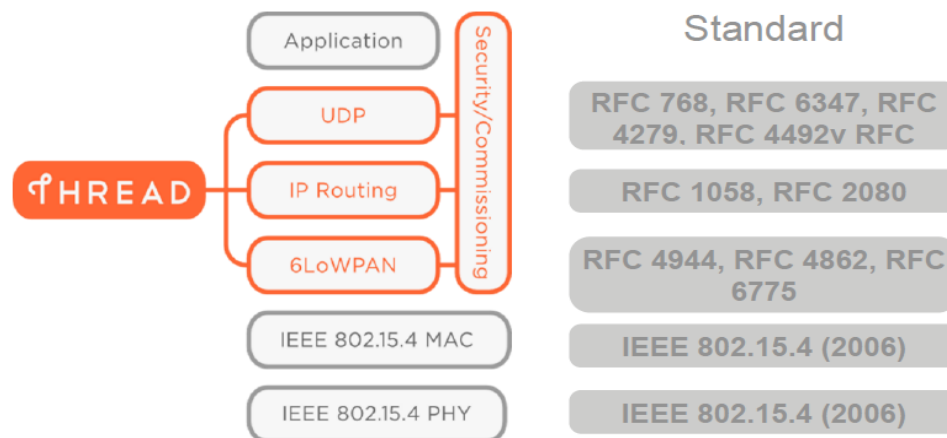 Application
Standard
Security/Commissioning
UDP
RFC 768, RFC 6347, RFC
4279, RFC 4492v RFC
THREAD
IP Routing
RFC 1058, RFC 2080
6LoWPAN
RFC 4944, RFC 4862, RFC
6775
IEEE 802.15.4 MAC
IEEE 802.15.4 (2006)
IEEE 802.15.4 PHY
IEEE 802.15.4 (2006)